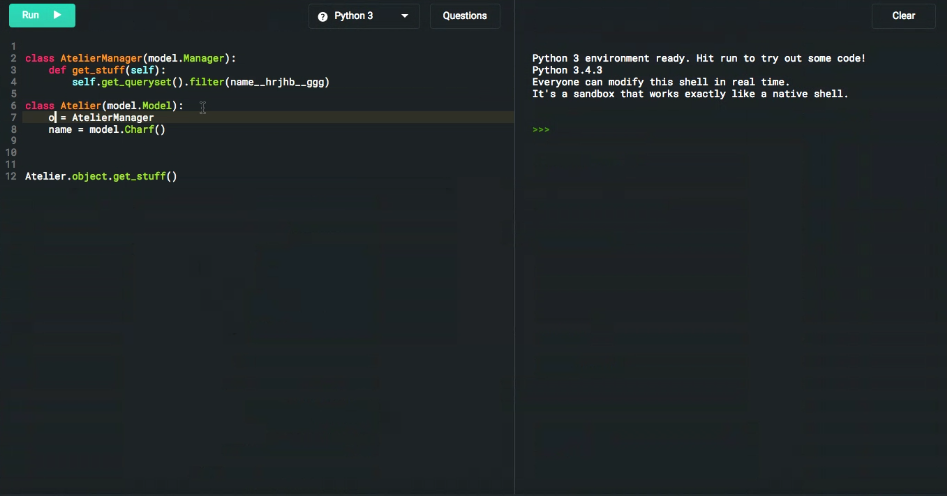 Run
Python 3
Questions
Clear
1
2 class AtelierManager(model.Manager):
3 def get_stuff(self):
4 self.get_queryset().filter(name__hrjhb__ggg)
5
6 class Atelier(model.Model):
7 o = AtelierManager
8 name = model.Charf()
9
10
11
12 Atelier.object.get_stuff()
Python 3 environment ready. Hit run to try out some code!
Python 3.4.3
Everyone can modify this shell in real time.
It's a sandbox that works exactly like a native shell.
>>>